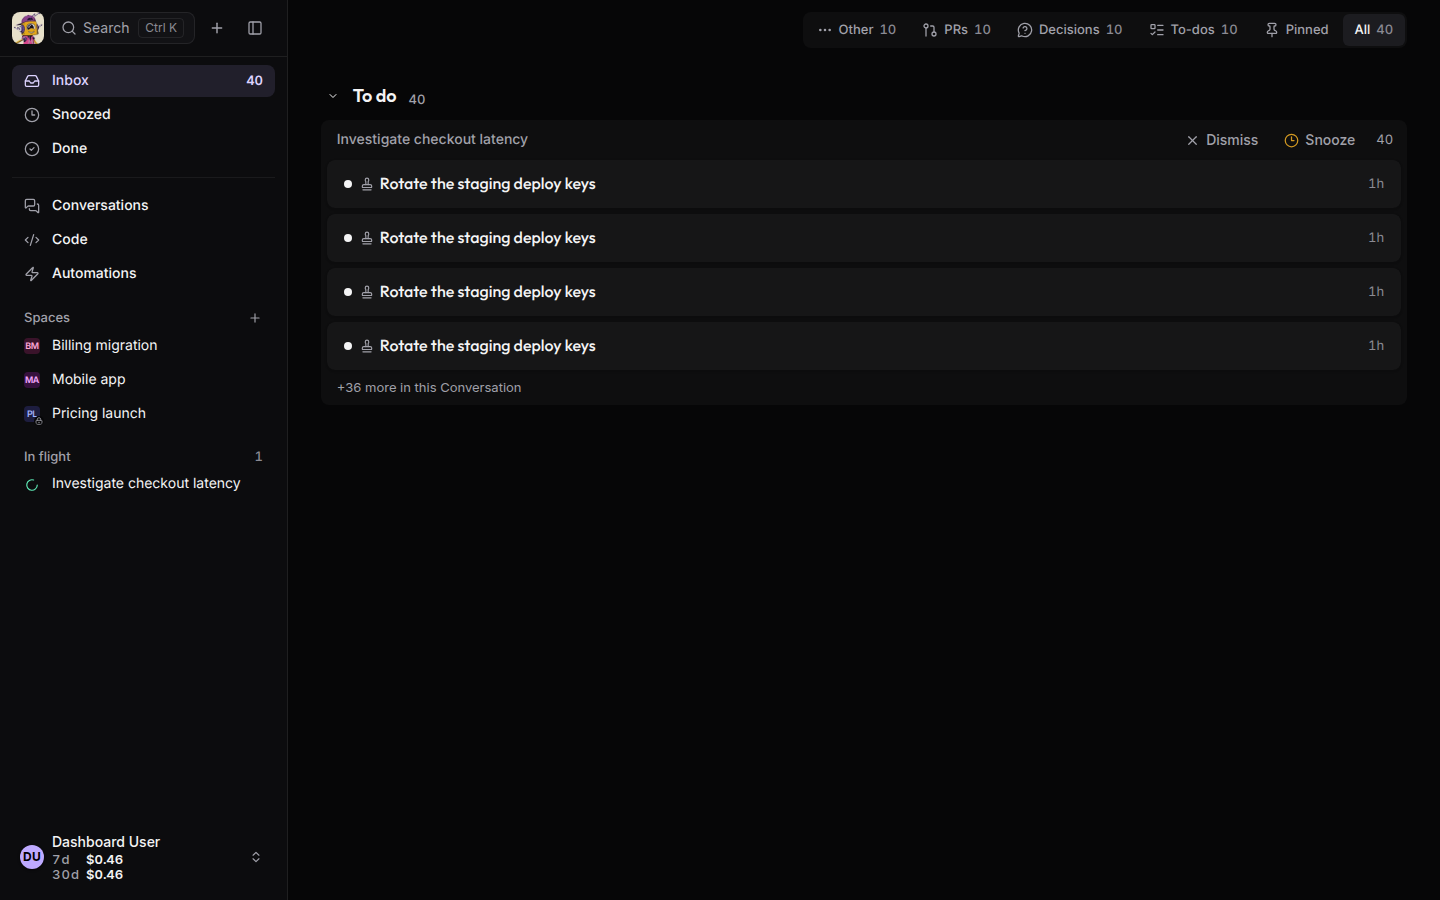 Search Ctrl K
Inbox 40
Snoozed
Done
Conversations
Code
Automations
Spaces
BM Billing migration
MA Mobile app
PL Pricing launch
In flight 1
Investigate checkout latency
DU Dashboard User
7d $0.46
30d $0.46
Other 10 PRs 10 Decisions 10 To-dos 10 Pinned All 40
To do 40
Investigate checkout latency Dismiss Snooze 40
Rotate the staging deploy keys 1h
Rotate the staging deploy keys 1h
Rotate the staging deploy keys 1h
Rotate the staging deploy keys 1h
+36 more in this Conversation